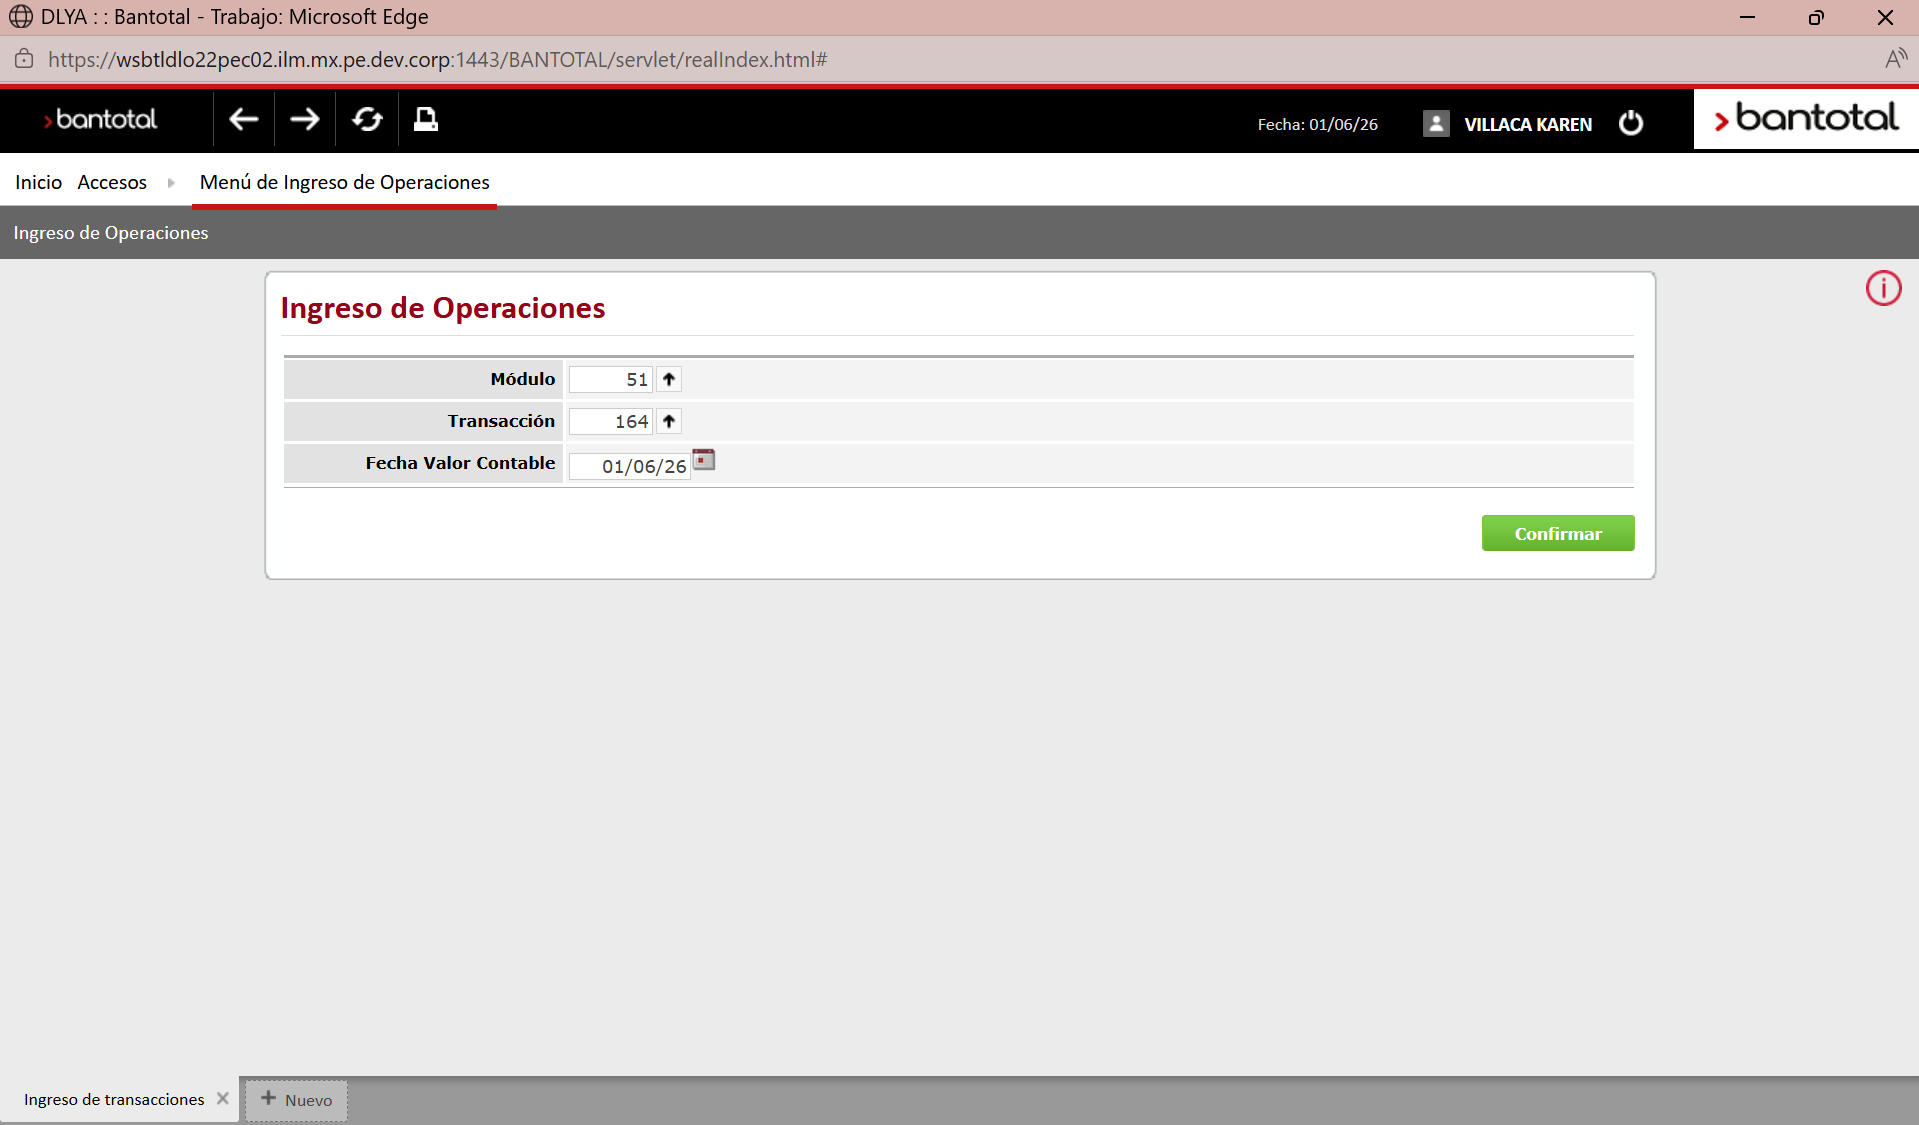 DLYA : : Bantotal - Trabajo: Microsoft Edge
https://wsbtldlo22pec02.ilm.mx.pe.dev.corp:1443/BANTOTAL/servlet/realIndex.html#
bantotal
Fecha: 01/06/26
VILLACA KAREN
bantotal
Inicio Accesos Menú de Ingreso de Operaciones
Ingreso de Operaciones
Ingreso de Operaciones
Módulo 51
Transacción 164
Fecha Valor Contable 01/06/26
Confirmar
Ingreso de transacciones
Nuevo